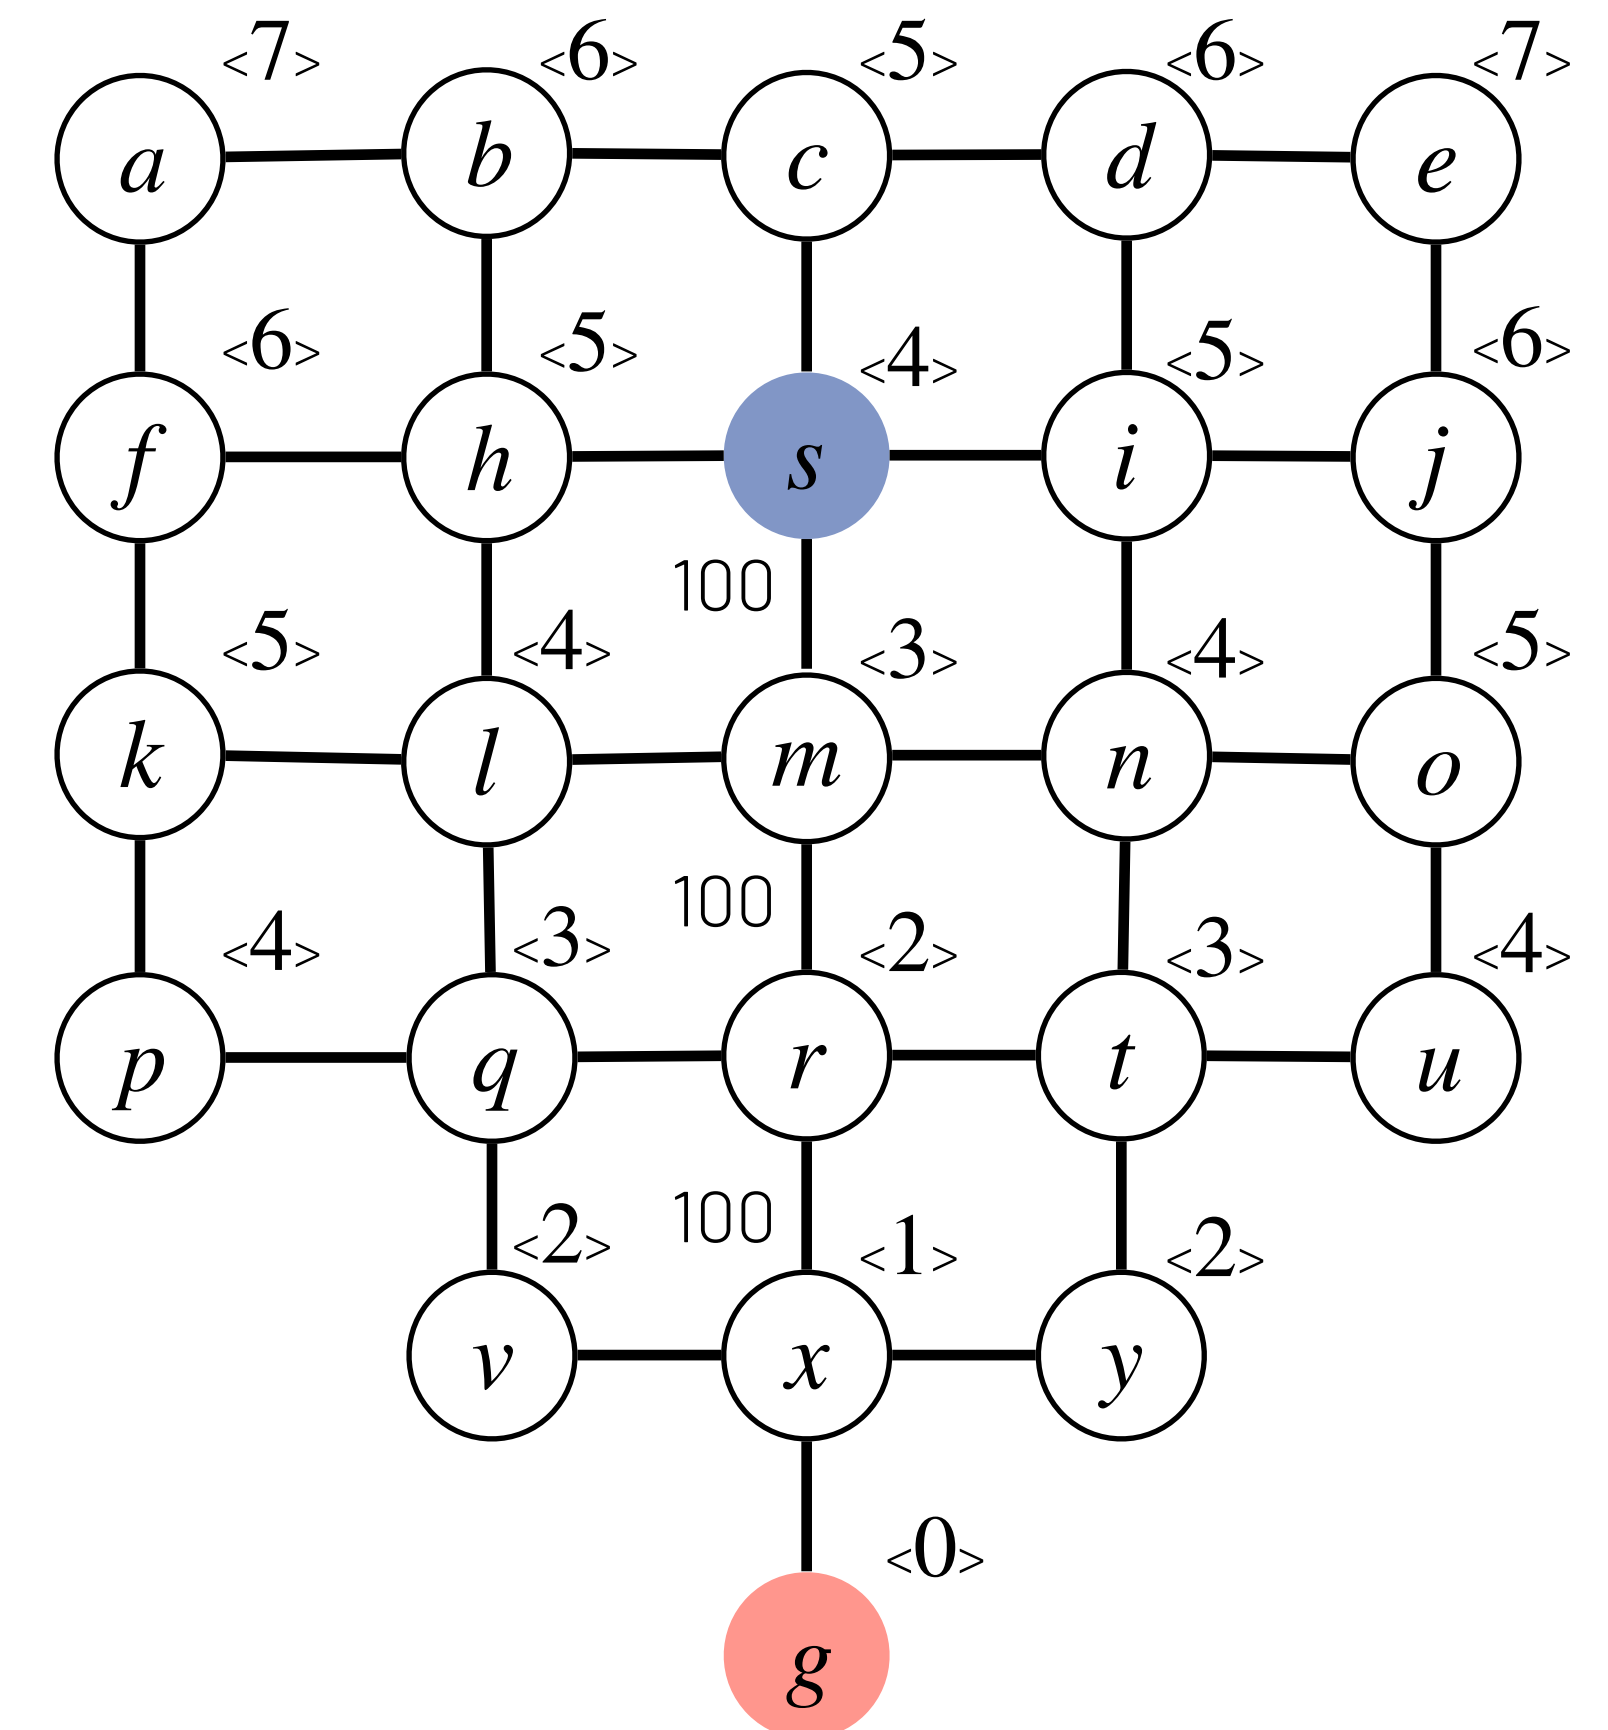 <7> <6> <5> <6> <7>
a b c d e
<6> <5> <4> <5> <6>
f h s i j
100
<5> <4> <3> <4> <5>
k l m n o
100
<4> <3> <2> <3> <4>
p q r t u
100
<2> <1> <2>
v x y
<0>
g